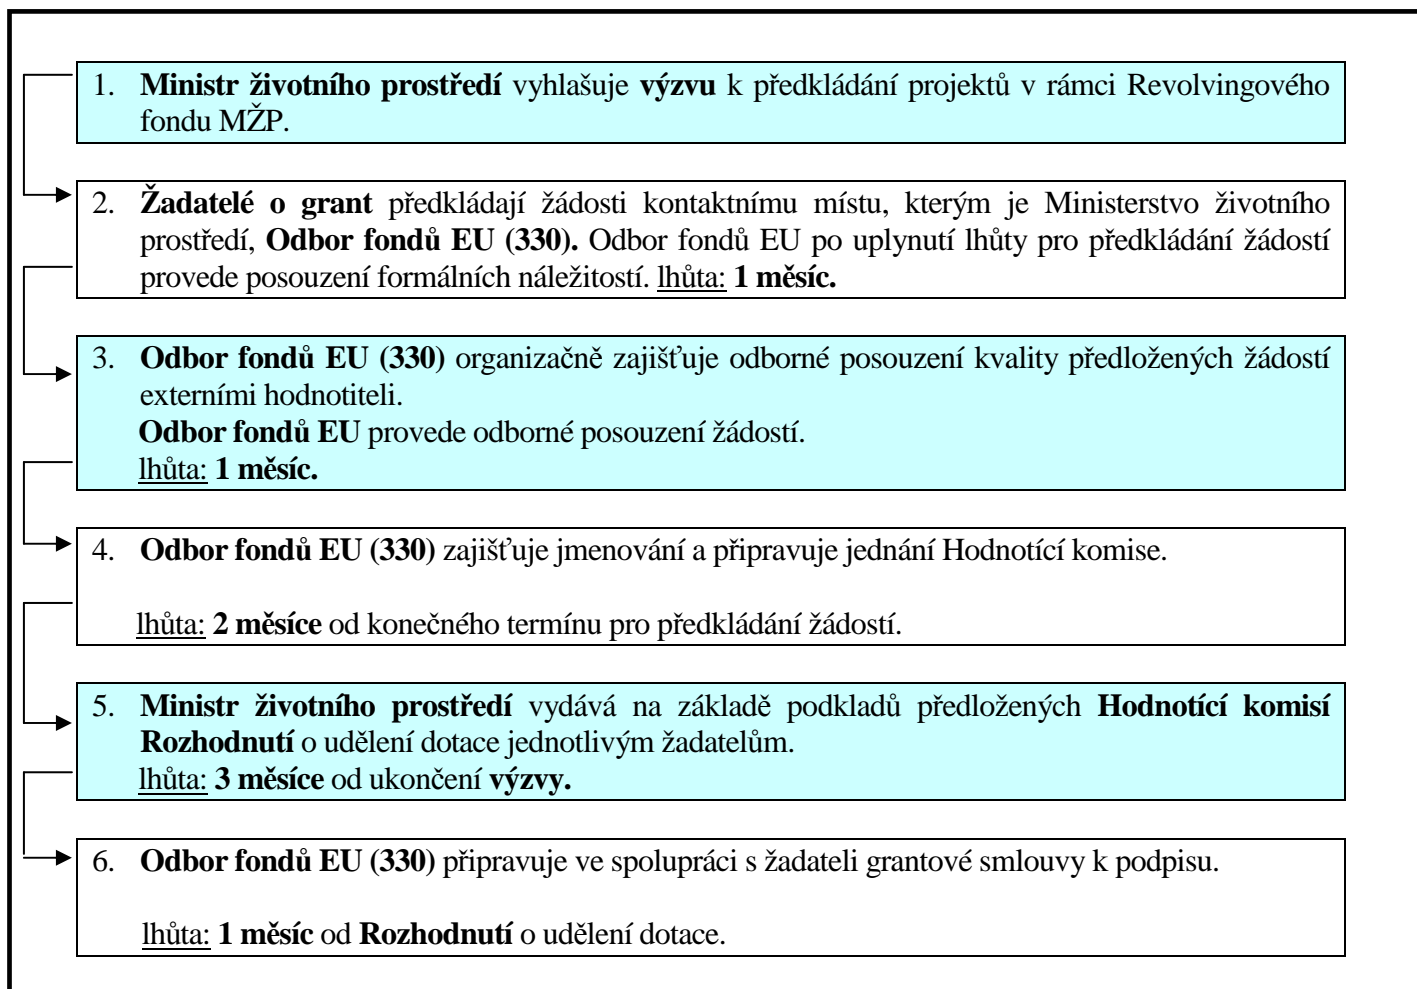 1. Ministr životního prostředí vyhlašuje výzvu k předkládání projektů v rámci Revolvingového
fondu MŽP.
2. Žadatelé o grant předkládají žádosti kontaktnímu místu, kterým je Ministerstvo životního
prostředí, Odbor fondů EU (330). Odbor fondů EU po uplynutí lhůty pro předkládání žádostí
provede posouzení formálních náležitostí. lhůta: 1 měsíc.
3. Odbor fondů EU (330) organizačně zajišťuje odborné posouzení kvality předložených žádostí
externími hodnotiteli.
Odbor fondů EU provede odborné posouzení žádostí.
lhůta: 1 měsíc.
4. Odbor fondů EU (330) zajišťuje jmenování a připravuje jednání Hodnotící komise.
lhůta: 2 měsíce od konečného termínu pro předkládání žádostí.
5. Ministr životního prostředí vydává na základě podkladů předložených Hodnotící komisí
Rozhodnutí o udělení dotace jednotlivým žadatelům.
lhůta: 3 měsíce od ukončení výzvy.
6. Odbor fondů EU (330) připravuje ve spolupráci s žadateli grantové smlouvy k podpisu.
lhůta: 1 měsíc od Rozhodnutí o udělení dotace.